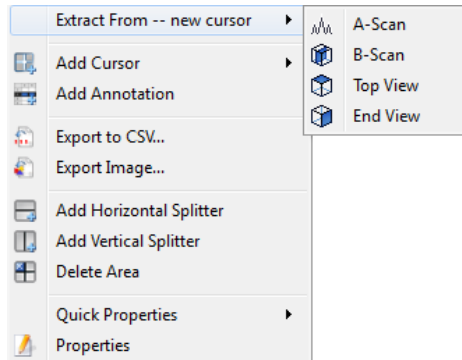 Extract From -- new cursor
A-Scan
B-Scan
Top View
End View
Add Cursor
Add Annotation
Export to CSV...
Export Image...
Add Horizontal Splitter
Add Vertical Splitter
Delete Area
Quick Properties
Properties